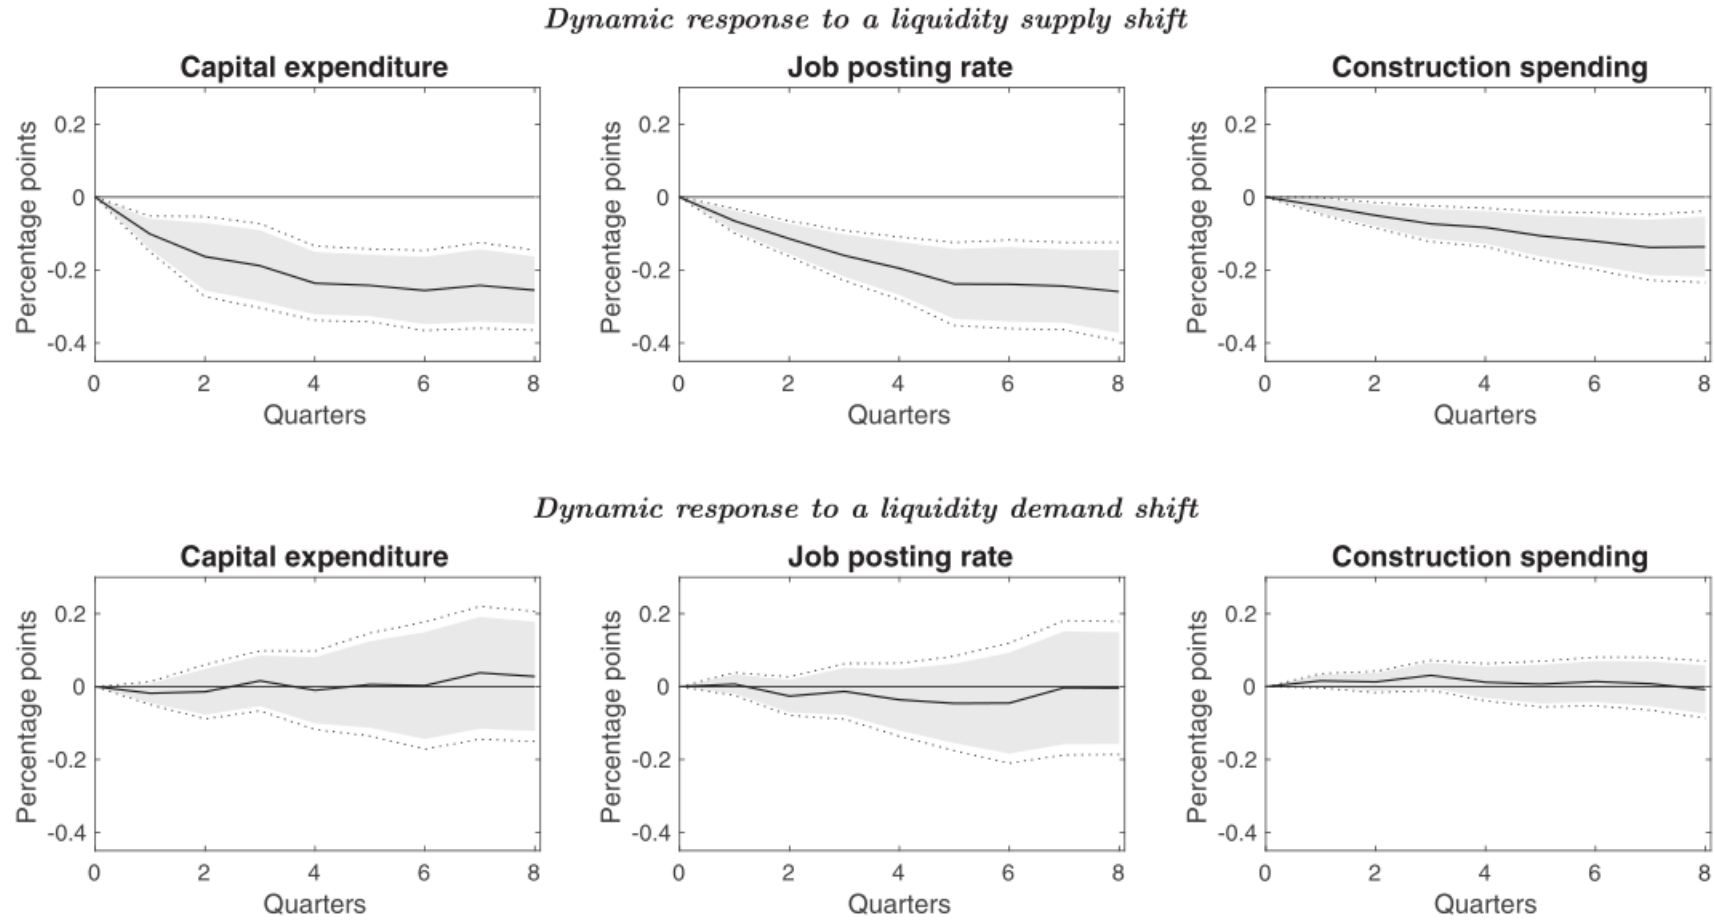 Dynamic response to a liquidity supply shift
Capital expenditure
Job posting rate
Construction spending
Percentage points
0.2
0
-0.2
-0.4
0 2 4 6 8
Quarters
Percentage points
0.2
0
-0.2
-0.4
0 2 4 6 8
Quarters
Percentage points
0.2
0
-0.2
-0.4
0 2 4 6 8
Quarters
Dynamic response to a liquidity demand shift
Capital expenditure
Job posting rate
Construction spending
Percentage points
0.2
0
-0.2
-0.4
0 2 4 6 8
Quarters
Percentage points
0.2
0
-0.2
-0.4
0 2 4 6 8
Quarters
Percentage points
0.2
0
-0.2
-0.4
0 2 4 6 8
Quarters